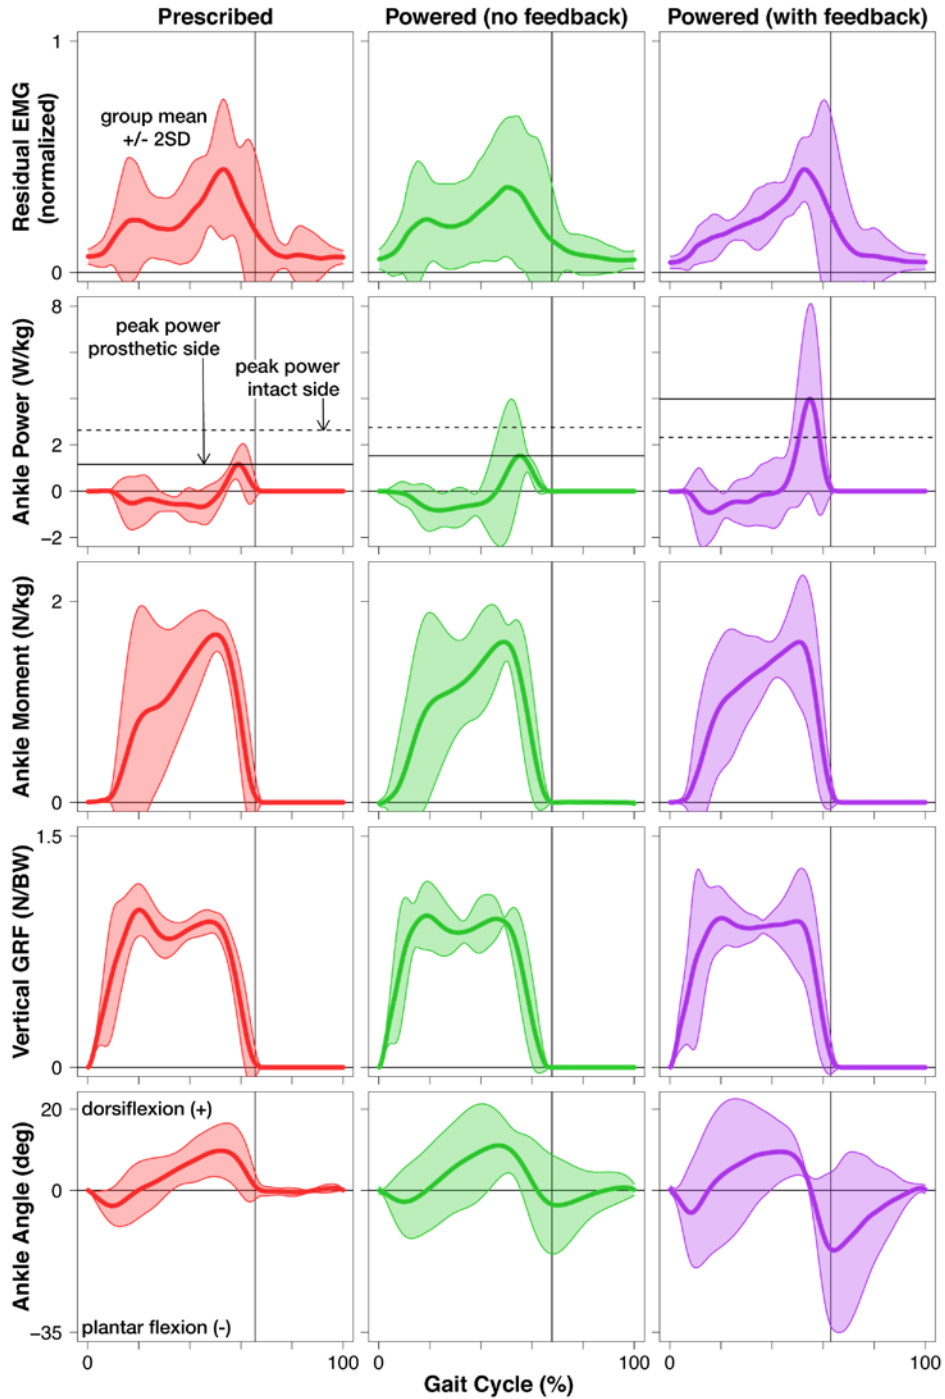 Prescribed
Powered (no feedback)
Powered (with feedback)
Residual EMG
(normalized)
1
0
group mean
+/- 2SD
Ankle Power (W/kg)
8
2
0
−2
peak power
prosthetic side
peak power
intact side
Ankle Moment (N/kg)
2
0
Vertical GRF (N/BW)
1.5
0
Ankle Angle (deg)
20
0
−35
dorsiflexion (+)
plantar flexion (-)
0
100
0
100
0
100
Gait Cycle (%)